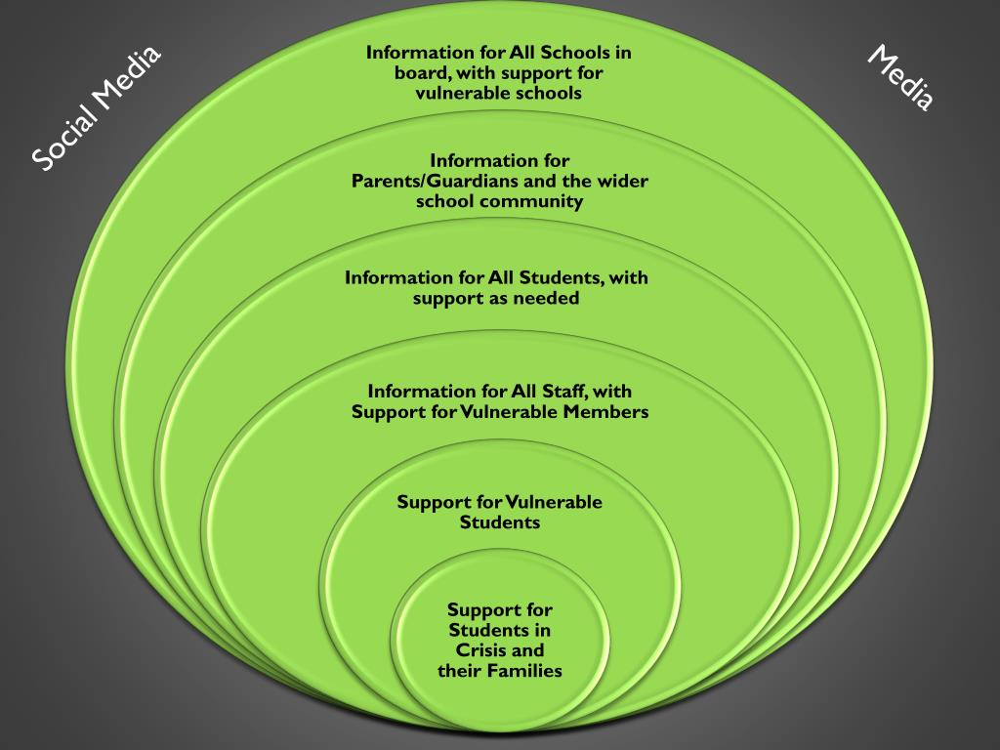 Social Media
Media
Information for All Schools in
board, with support for
vulnerable schools
Information for
Parents/Guardians and the wider
school community
Information for All Students, with
support as needed
Information for All Staff, with
Support for Vulnerable Members
Support for Vulnerable
Students
Support for
Students in
Crisis and
their Families